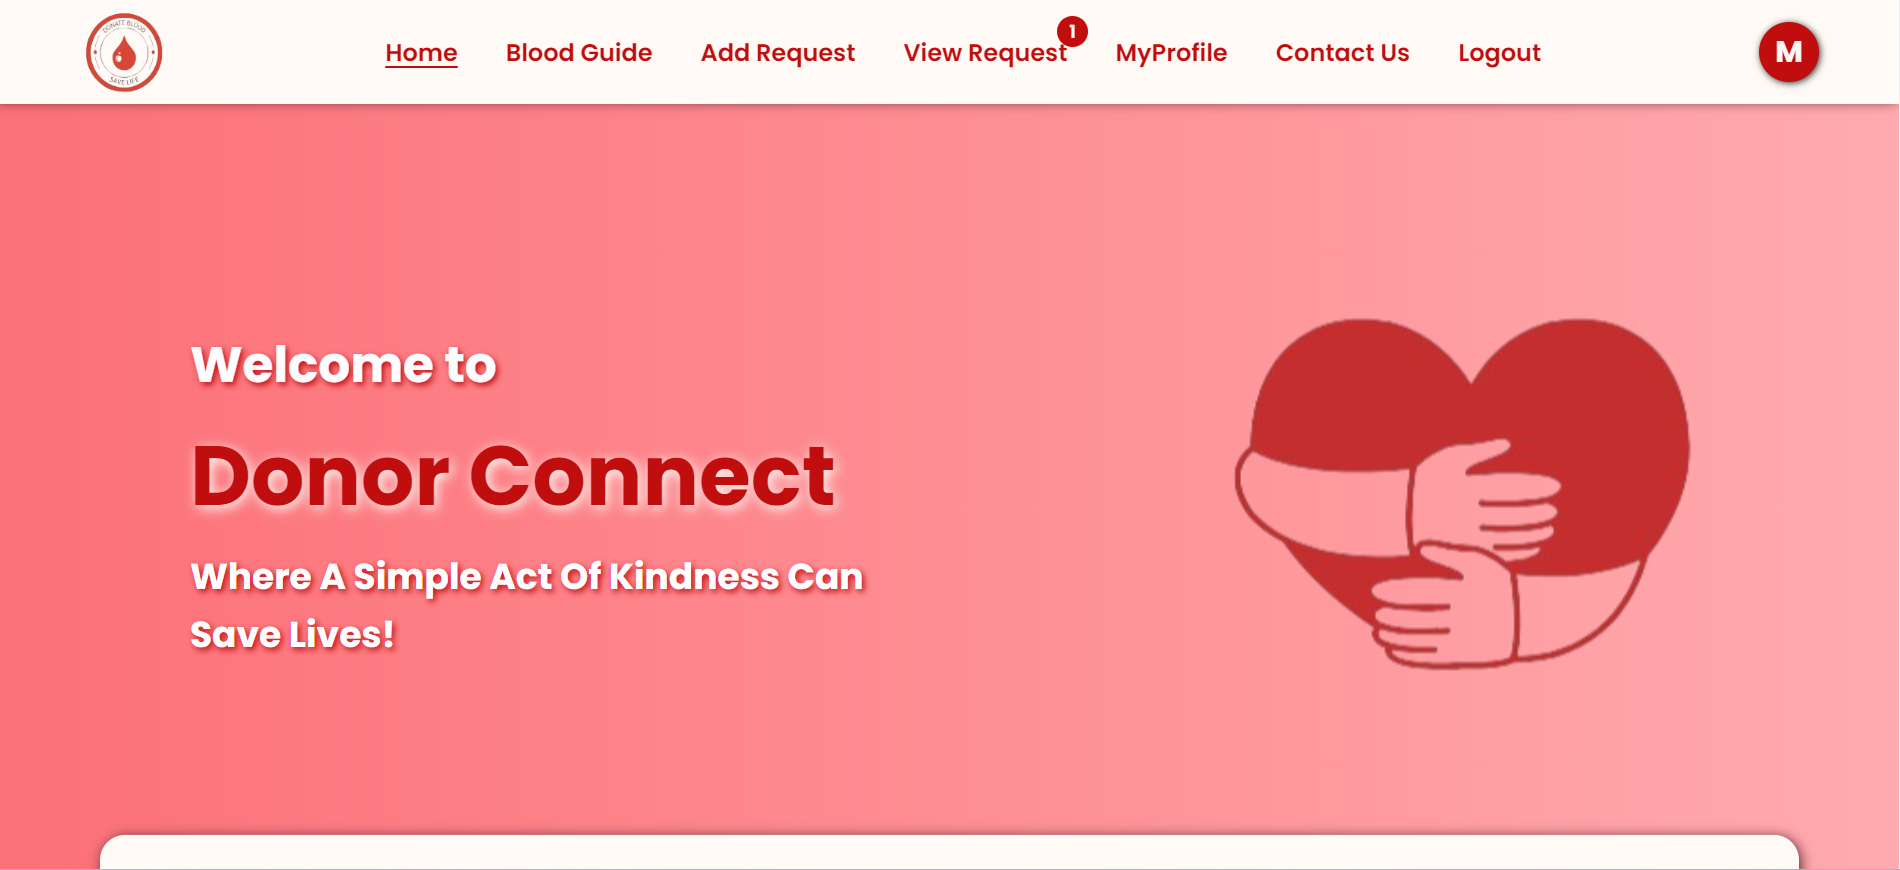 DONATE BLOOD
SAVE LIFE
Home Blood Guide Add Request View Request 1 MyProfile Contact Us Logout M
Welcome to
Donor Connect
Where A Simple Act Of Kindness Can
Save Lives!